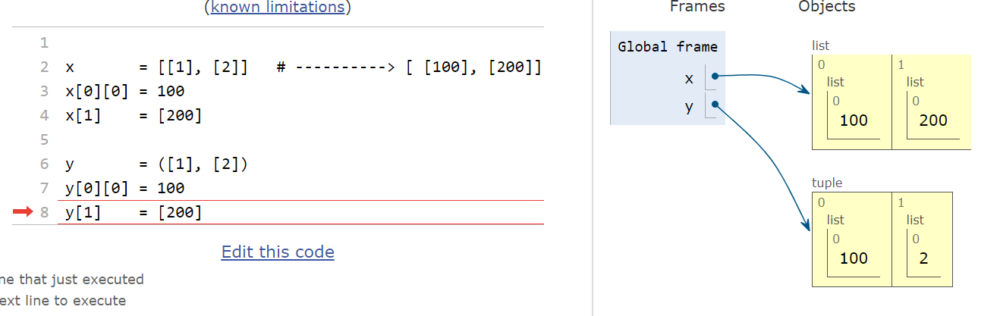 (known limitations)
1
2 x = [[1], [2]] # ----------> [ [100], [200]]
3 x[0][0] = 100
4 x[1] = [200]
5
6 y = ([1], [2])
7 y[0][0] = 100
8 y[1] = [200]
Edit this code
ne that just executed
ext line to execute
Frames
Objects
Global frame
x
y
list
0
1
list
list
0
0
100
200
tuple
0
1
list
list
0
0
100
2